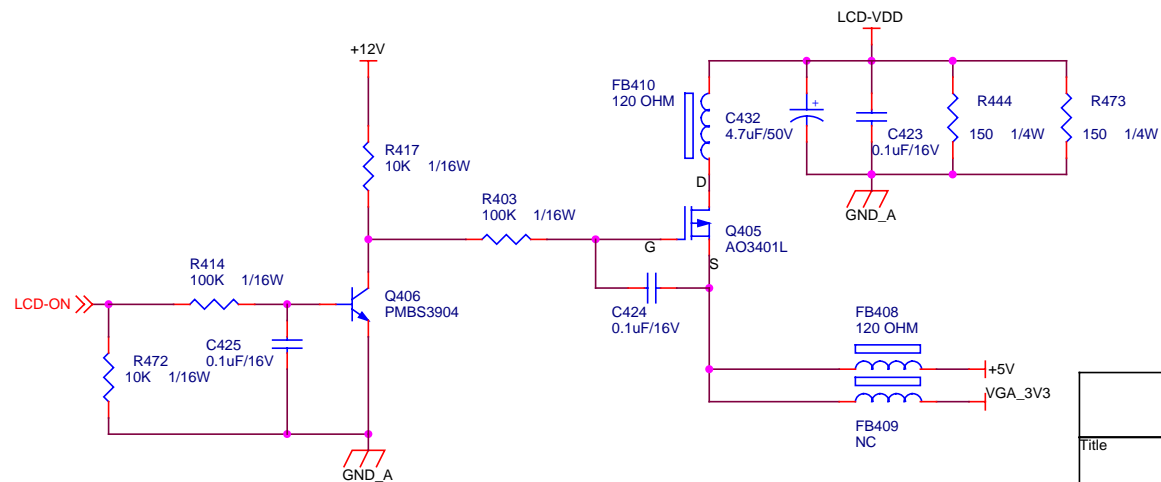 LCD-VDD
+12V
FB410
120 OHM
C432
4.7uF/50V
+
C423
0.1uF/16V
R444
150 1/4W
R473
150 1/4W
GND_A
R417
10K 1/16W
R403
100K 1/16W
D
G
S
Q405
AO3401L
LCD-ON
R414
100K 1/16W
Q406
PMBS3904
C424
0.1uF/16V
R472
10K 1/16W
C425
0.1uF/16V
GND_A
FB408
120 OHM
+5V
VGA_3V3
FB409
NC
Title